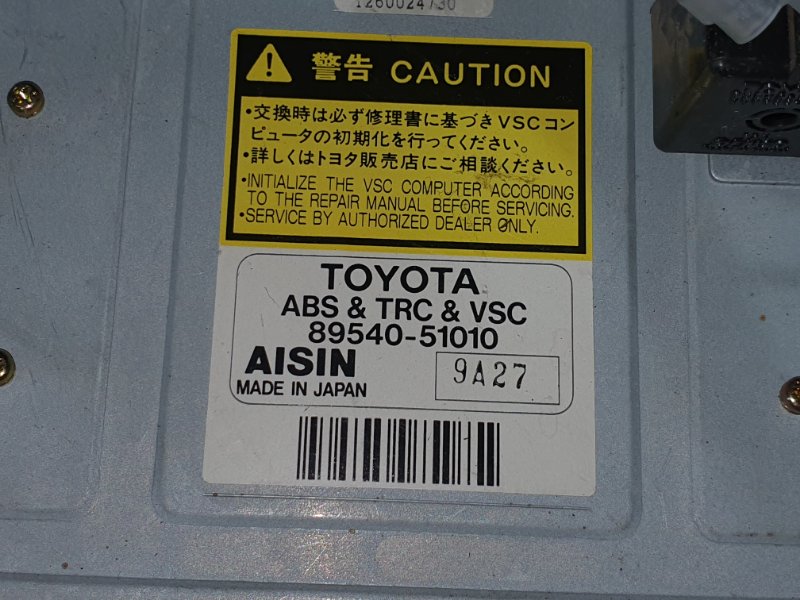 1260024730
警告 CAUTION
・交換時は必ず修理書に基づきVSCコン
ピュータの初期化を行ってください。
・詳しくはトヨタ販売店にご相談ください。
・INITIALIZE THE VSC COMPUTER ACCORDING
TO THE REPAIR MANUAL BEFORE SERVICING.
・SERVICE BY AUTHORIZED DEALER ONLY.
TOYOTA
ABS & TRC & VSC
89540-51010
AISIN
9A27
MADE IN JAPAN